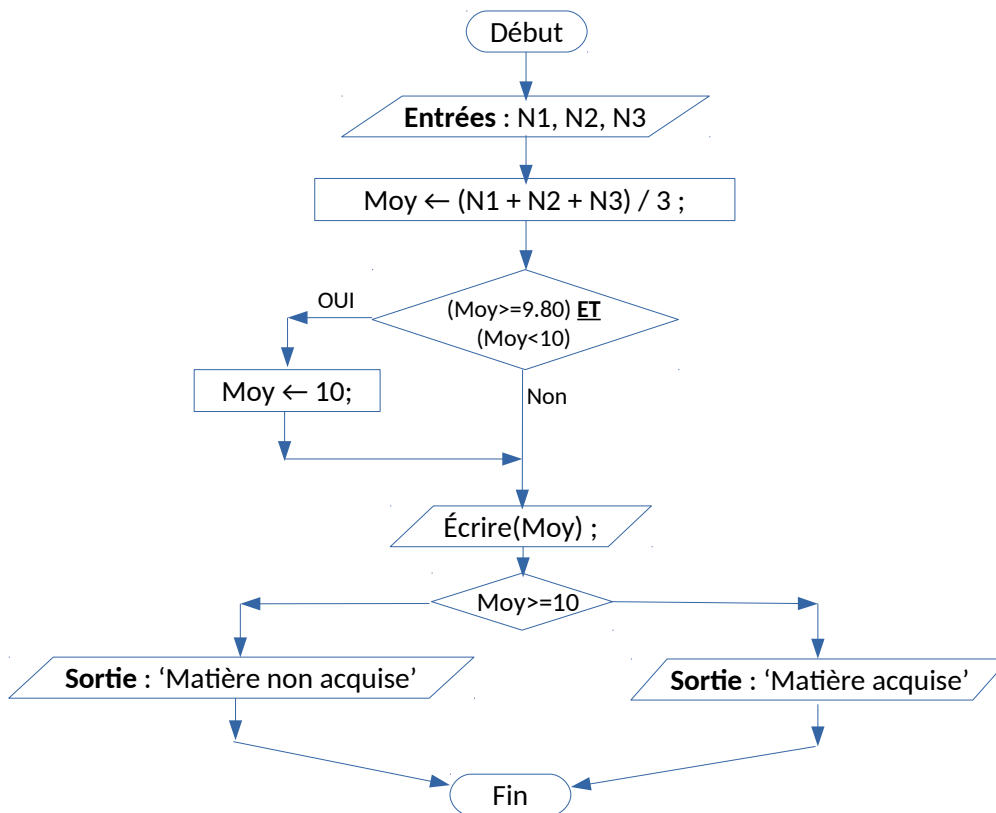 Début
Entrées : N1, N2, N3
Moy ← (N1 + N2 + N3) / 3 ;
OUI
(Moy>=9.80) ET
(Moy<10)
Moy ← 10;
Non
Écrire(Moy) ;
Moy>=10
Sortie : ‘Matière non acquise’
Sortie : ‘Matière acquise’
Fin